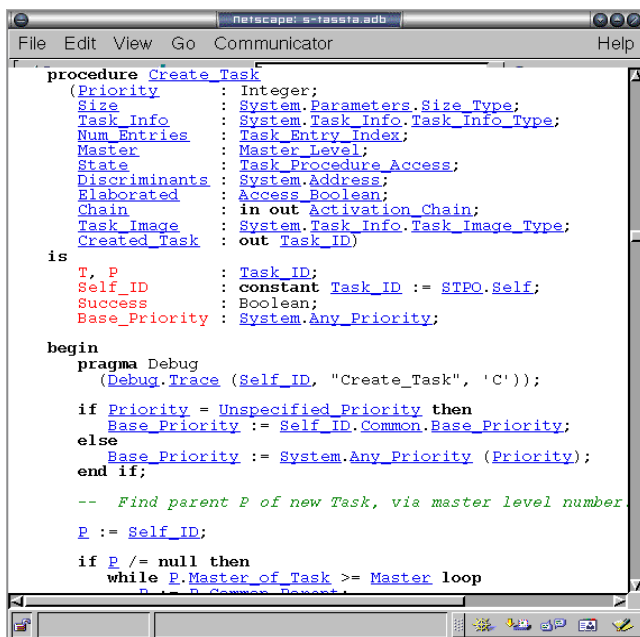 Netscape: s-tassta.adb
File Edit View Go Communicator Help
procedure Create_Task
(Priority : Integer;
Size : System.Parameters.Size_Type;
Task_Info : System.Task_Info.Task_Info_Type;
Num_Entries : Task_Entry_Index;
Master : Master_Level;
State : Task_Procedure_Access;
Discriminants : System.Address;
Elaborated : Access_Boolean;
Chain : in out Activation_Chain;
Task_Image : System.Task_Info.Task_Image_Type;
Created_Task : out Task_ID)
is
T, P : Task_ID;
Self_ID : constant Task_ID := STPO.Self;
Success : Boolean;
Base_Priority : System.Any_Priority;
begin
pragma Debug
(Debug.Trace (Self_ID, "Create_Task", 'C'));
if Priority = Unspecified_Priority then
Base_Priority := Self_ID.Common.Base_Priority;
else
Base_Priority := System.Any_Priority (Priority);
end if;
-- Find parent P of new Task, via master level number.
P := Self_ID;
if P /= null then
while P.Master_of_Task >= Master loop
P := P.Common.Parent;